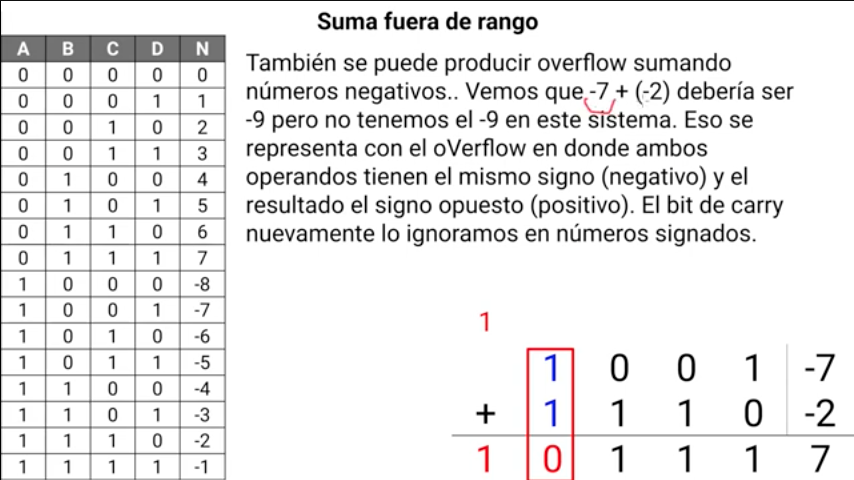 Suma fuera de rango
A B C D N
0 0 0 0 0
0 0 0 1 1
0 0 1 0 2
0 0 1 1 3
0 1 0 0 4
0 1 0 1 5
0 1 1 0 6
0 1 1 1 7
1 0 0 0 -8
1 0 0 1 -7
1 0 1 0 -6
1 0 1 1 -5
1 1 0 0 -4
1 1 0 1 -3
1 1 1 0 -2
1 1 1 1 -1
También se puede producir overflow sumando
números negativos.. Vemos que -7 + (-2) debería ser
-9 pero no tenemos el -9 en este sistema. Eso se
representa con el oVerflow en donde ambos
operandos tienen el mismo signo (negativo) y el
resultado el signo opuesto (positivo). El bit de carry
nuevamente lo ignoramos en números signados.
1
1 0 0 1 -7
+ 1 1 1 0 -2
1 0 1 1 1 7